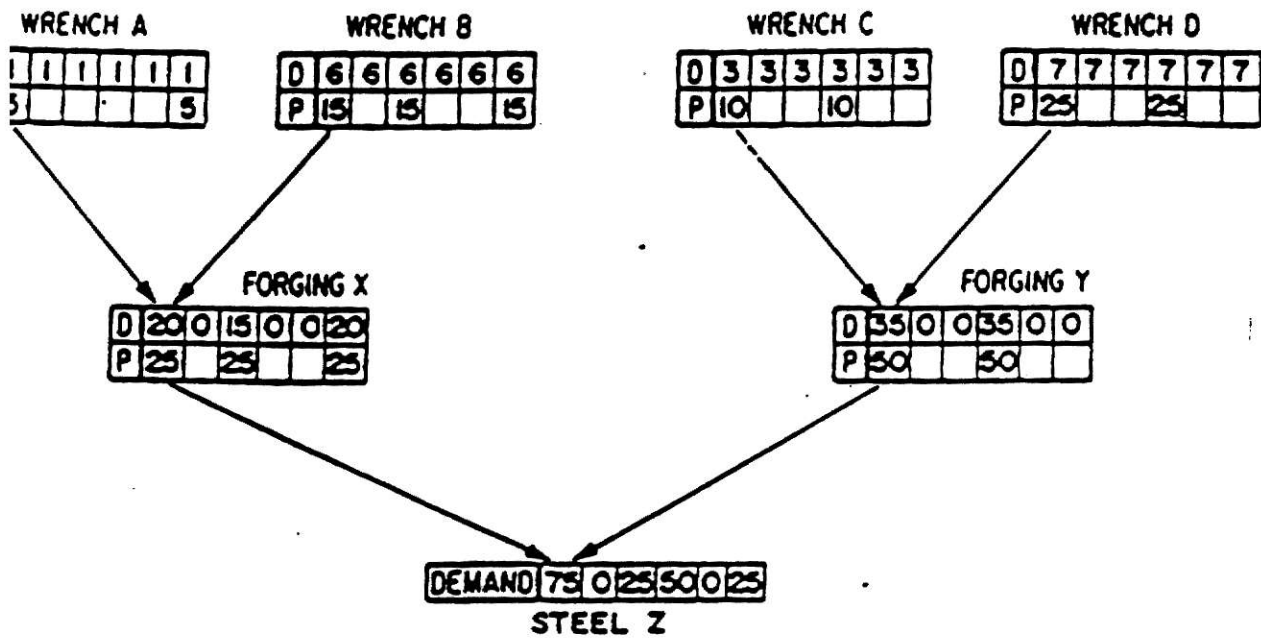 WRENCH A
1 1 1 1 1 1
5 5
WRENCH B
D 6 6 6 6 6 6
P 15 15 15
WRENCH C
D 3 3 3 3 3 3
P 10 10
WRENCH D
D 7 7 7 7 7 7
P 25 25
FORGING X
D 20 0 15 0 0 20
P 25 25 25
FORGING Y
D 35 0 0 35 0 0
P 50 50
DEMAND 75 0 25 50 0 25
STEEL Z